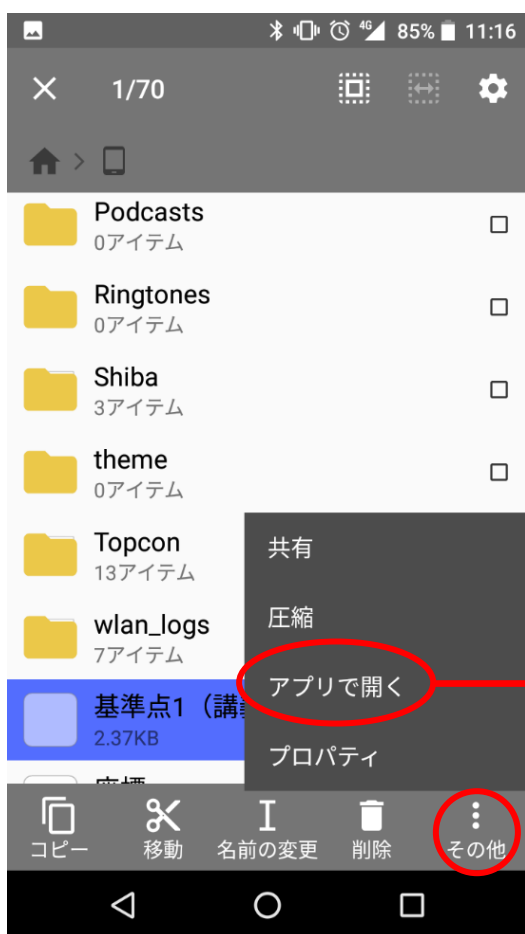 4G 85% 11:16
1/70
Podcasts
0アイテム
Ringtones
0アイテム
Shiba
3アイテム
theme
0アイテム
Topcon
13アイテム
wlan_logs
7アイテム
基準点1（講
2.37KB
共有
圧縮
アプリで開く
プロパティ
コピー 移動 名前の変更 削除 その他